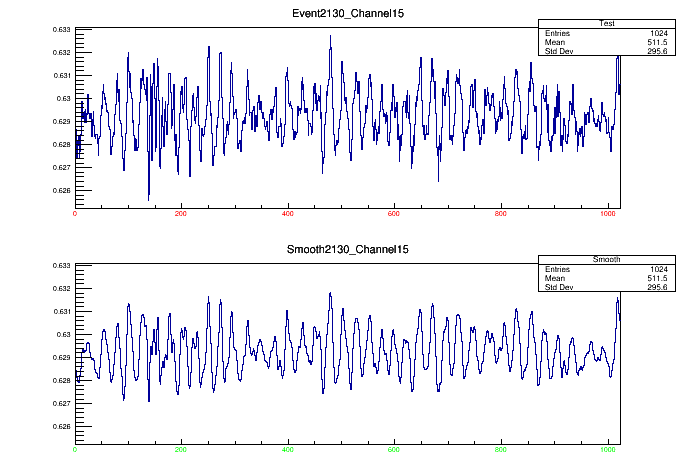 Event2130_Channel15
Test
Entries 1024
Mean 511.5
Std Dev 295.6
0.633
0.632
0.631
0.63
0.629
0.628
0.627
0.626
0 200 400 600 800 1000
Smooth2130_Channel15
Smooth
Entries 1024
Mean 511.5
Std Dev 295.6
0.633
0.632
0.631
0.63
0.629
0.628
0.627
0.626
0 200 400 600 800 1000